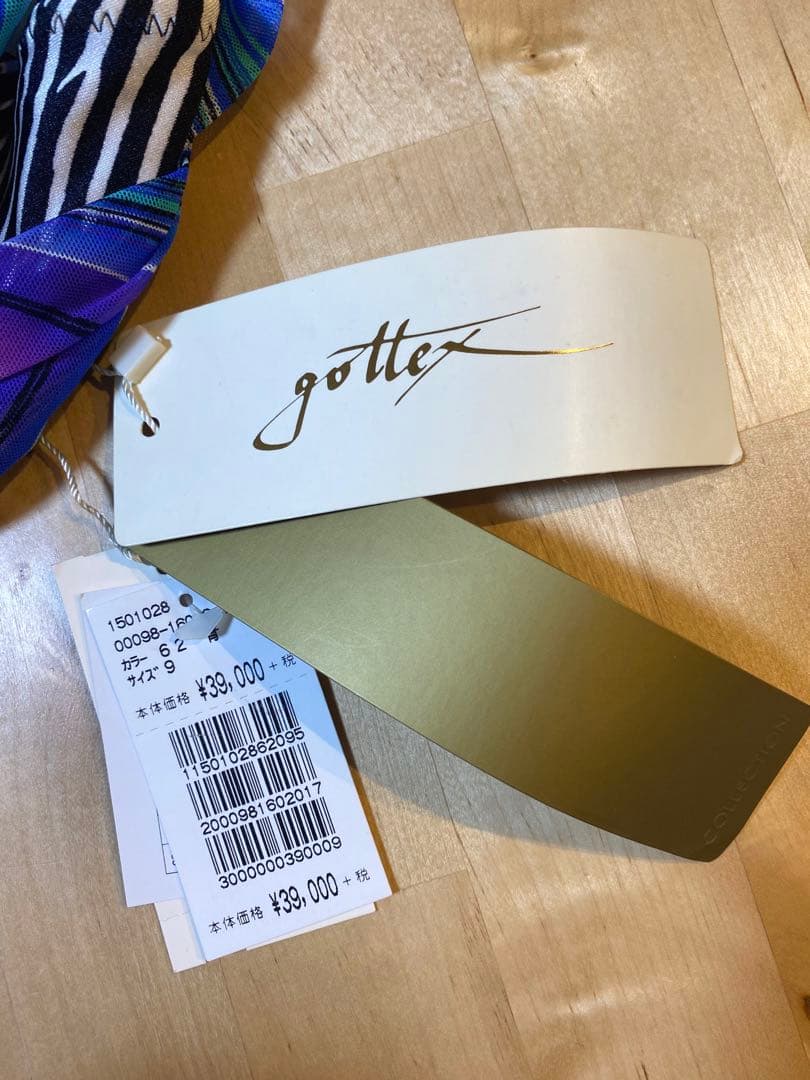 gottex
COLLECTION
1501028
00098-16
カラー 62
サイズ 9
本体価格 ¥39,000 +税
1150102862095
2000981602017
3000000390009
本体価格 ¥39,000 +税